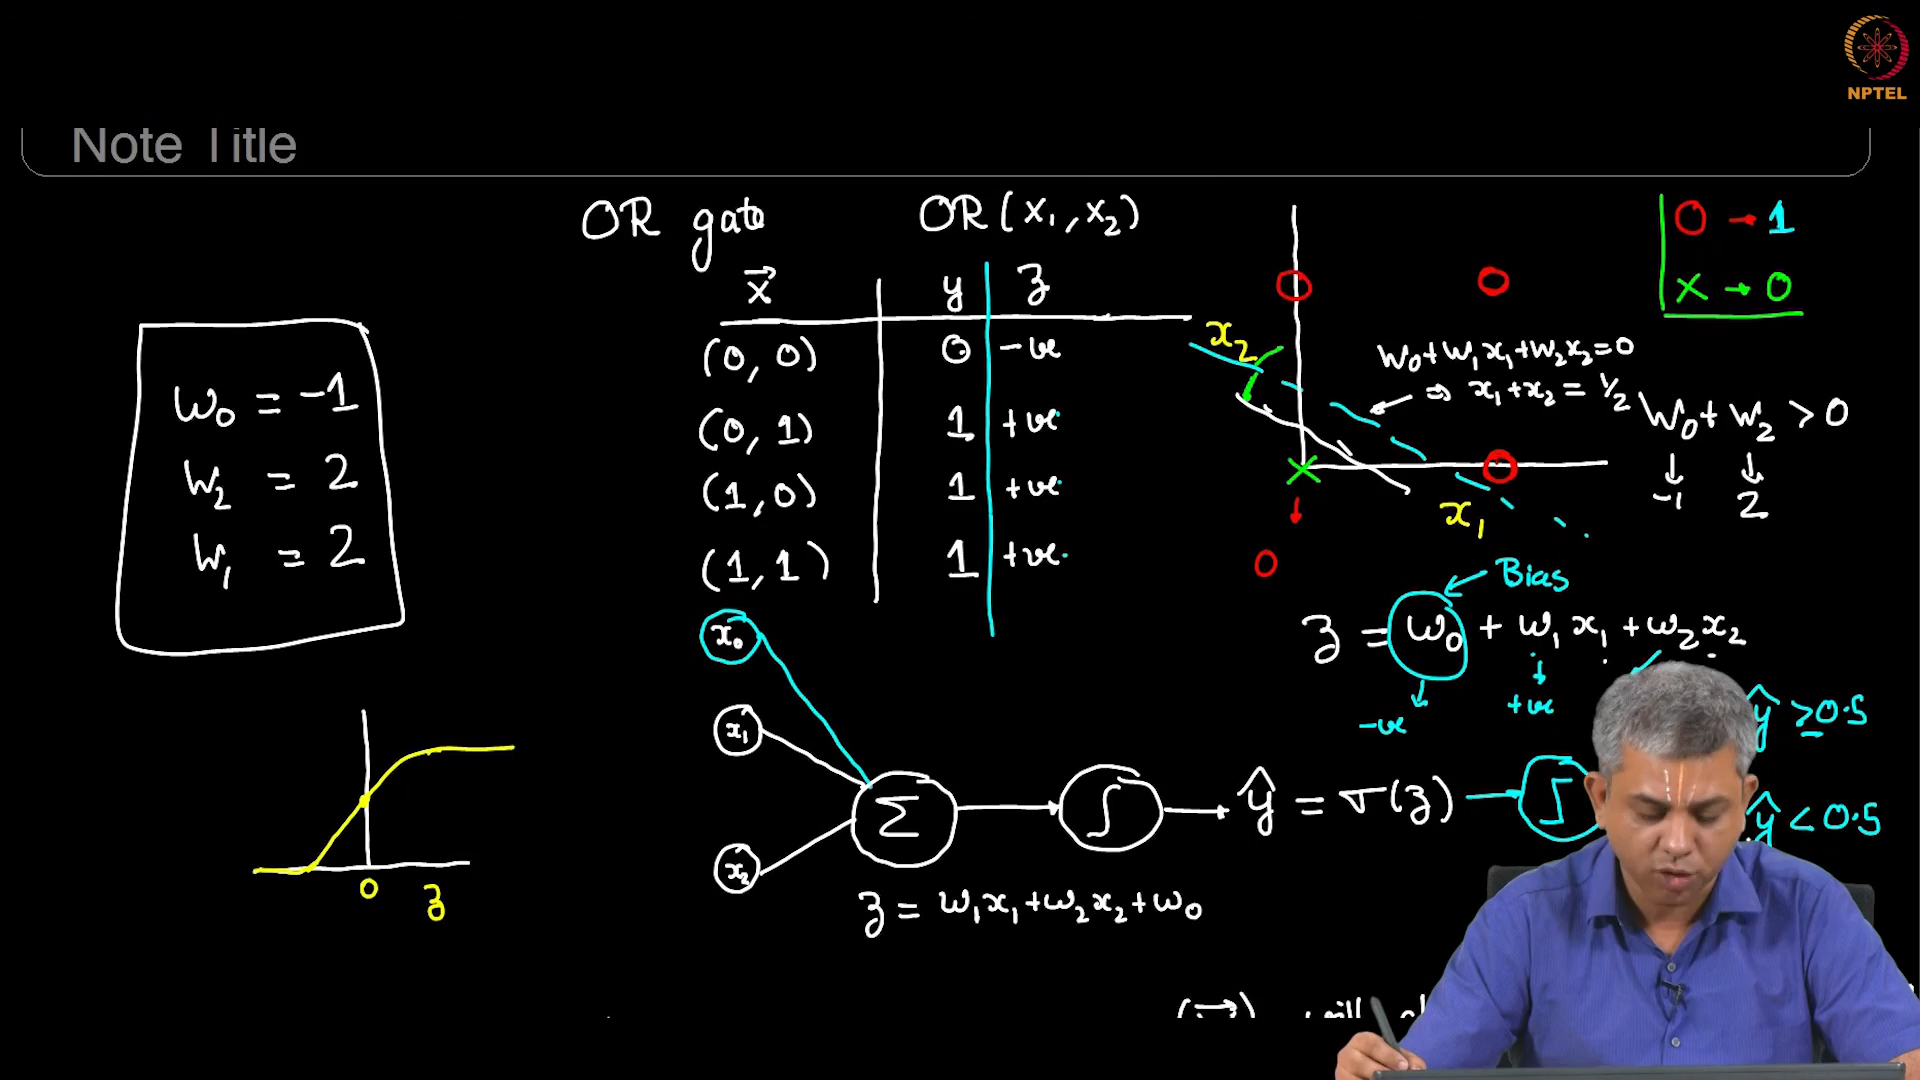 NPTEL
Note Title
OR gate
OR(x₁, x₂)
x⃗ y z
(0, 0) 0 -ve
(0, 1) 1 +ve
(1, 0) 1 +ve
(1, 1) 1 +ve
w₀ = -1
w₂ = 2
w₁ = 2
0 z
x₂
x₁
O → 1
X → 0
w₀+w₁x₁+w₂x₂=0
⇒ x₁+x₂ = 1/2
w₀+w₂ > 0
↓ ↓
-1 2
0
Bias
z = w₀ + w₁x₁ + w₂x₂
-ve +ve
x₀
x₁
x₂
Σ ∫ ŷ = σ(z)
ŷ ≥ 0.5
ŷ < 0.5
z = w₁x₁+w₂x₂+w₀